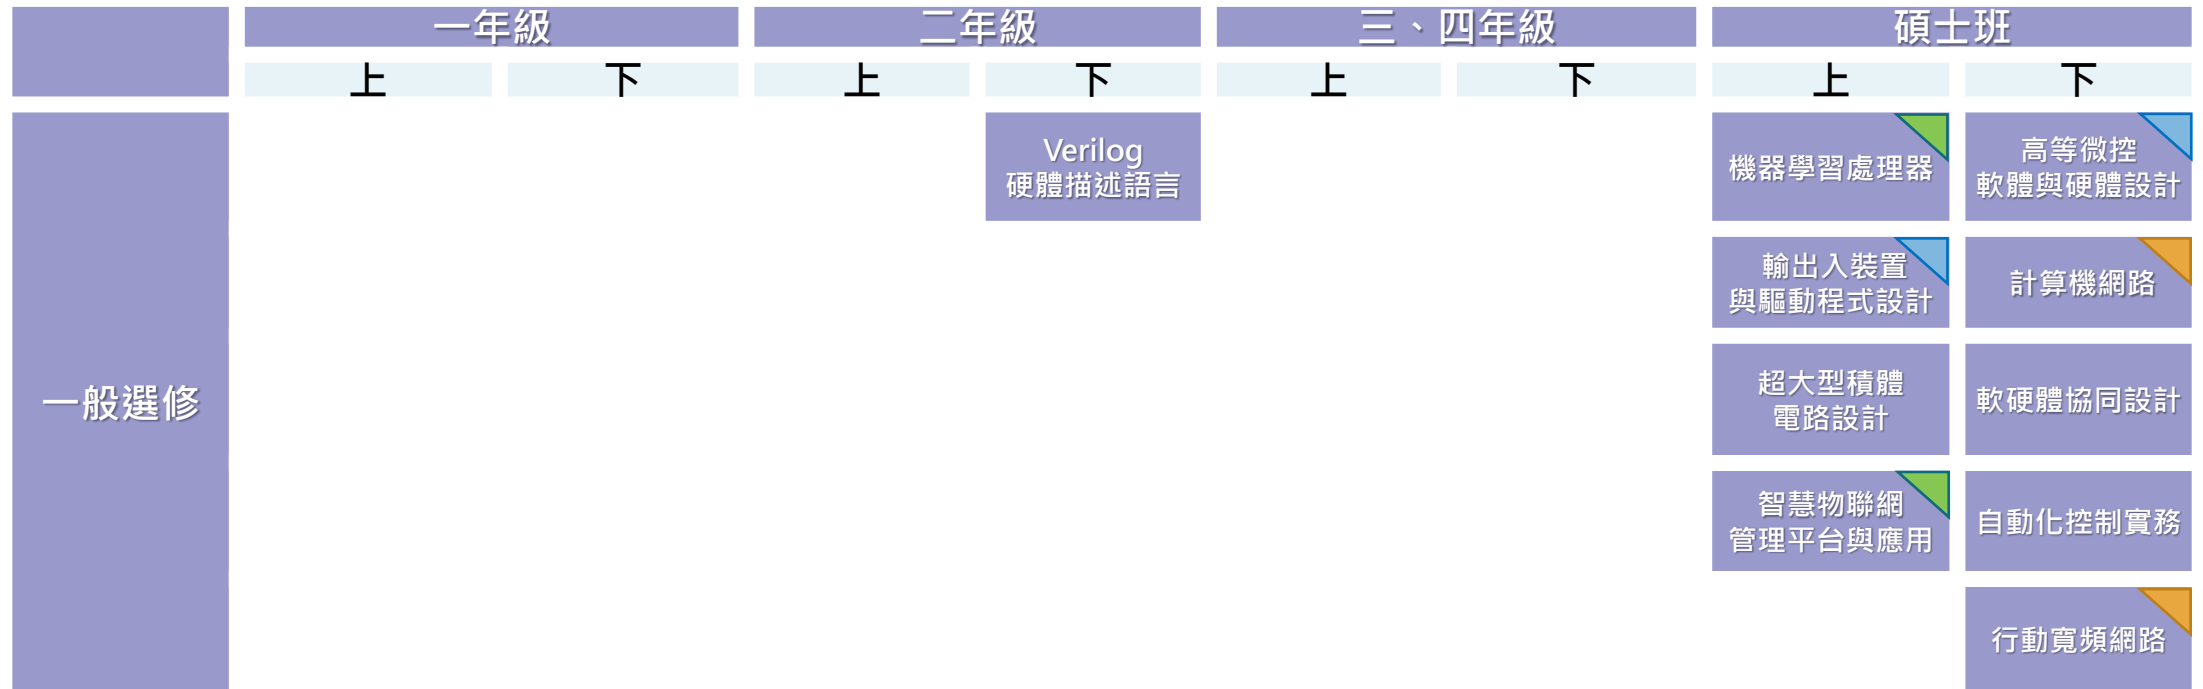 一年級
二年級
三、四年級
碩士班
上
下
上
下
上
下
上
下
一般選修
Verilog
硬體描述語言
機器學習處理器
高等微控
軟體與硬體設計
輸出入裝置
與驅動程式設計
計算機網路
超大型積體
電路設計
軟硬體協同設計
智慧物聯網
管理平台與應用
自動化控制實務
行動寬頻網路